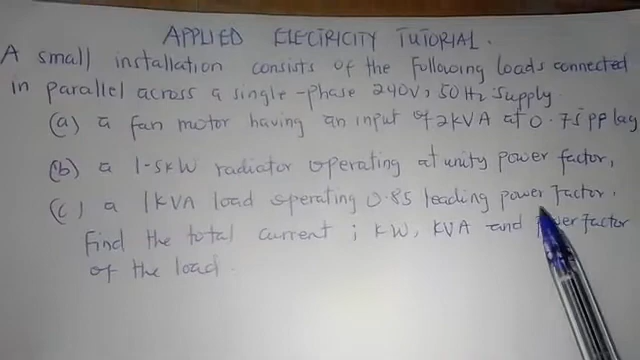 APPLIED ELECTRICITY TUTORIAL.
A small installation consists of the following loads connected
in parallel across a single-phase 240V, 50Hz supply.
(a) a fan motor having an input of 2kVA at 0.75 pp lag
(b) a 1.5kW radiator operating at unity power factor,
(c) a 1KVA load operating 0.85 leading power factor.
Find the total current ; KW, KVA and power factor
of the load.